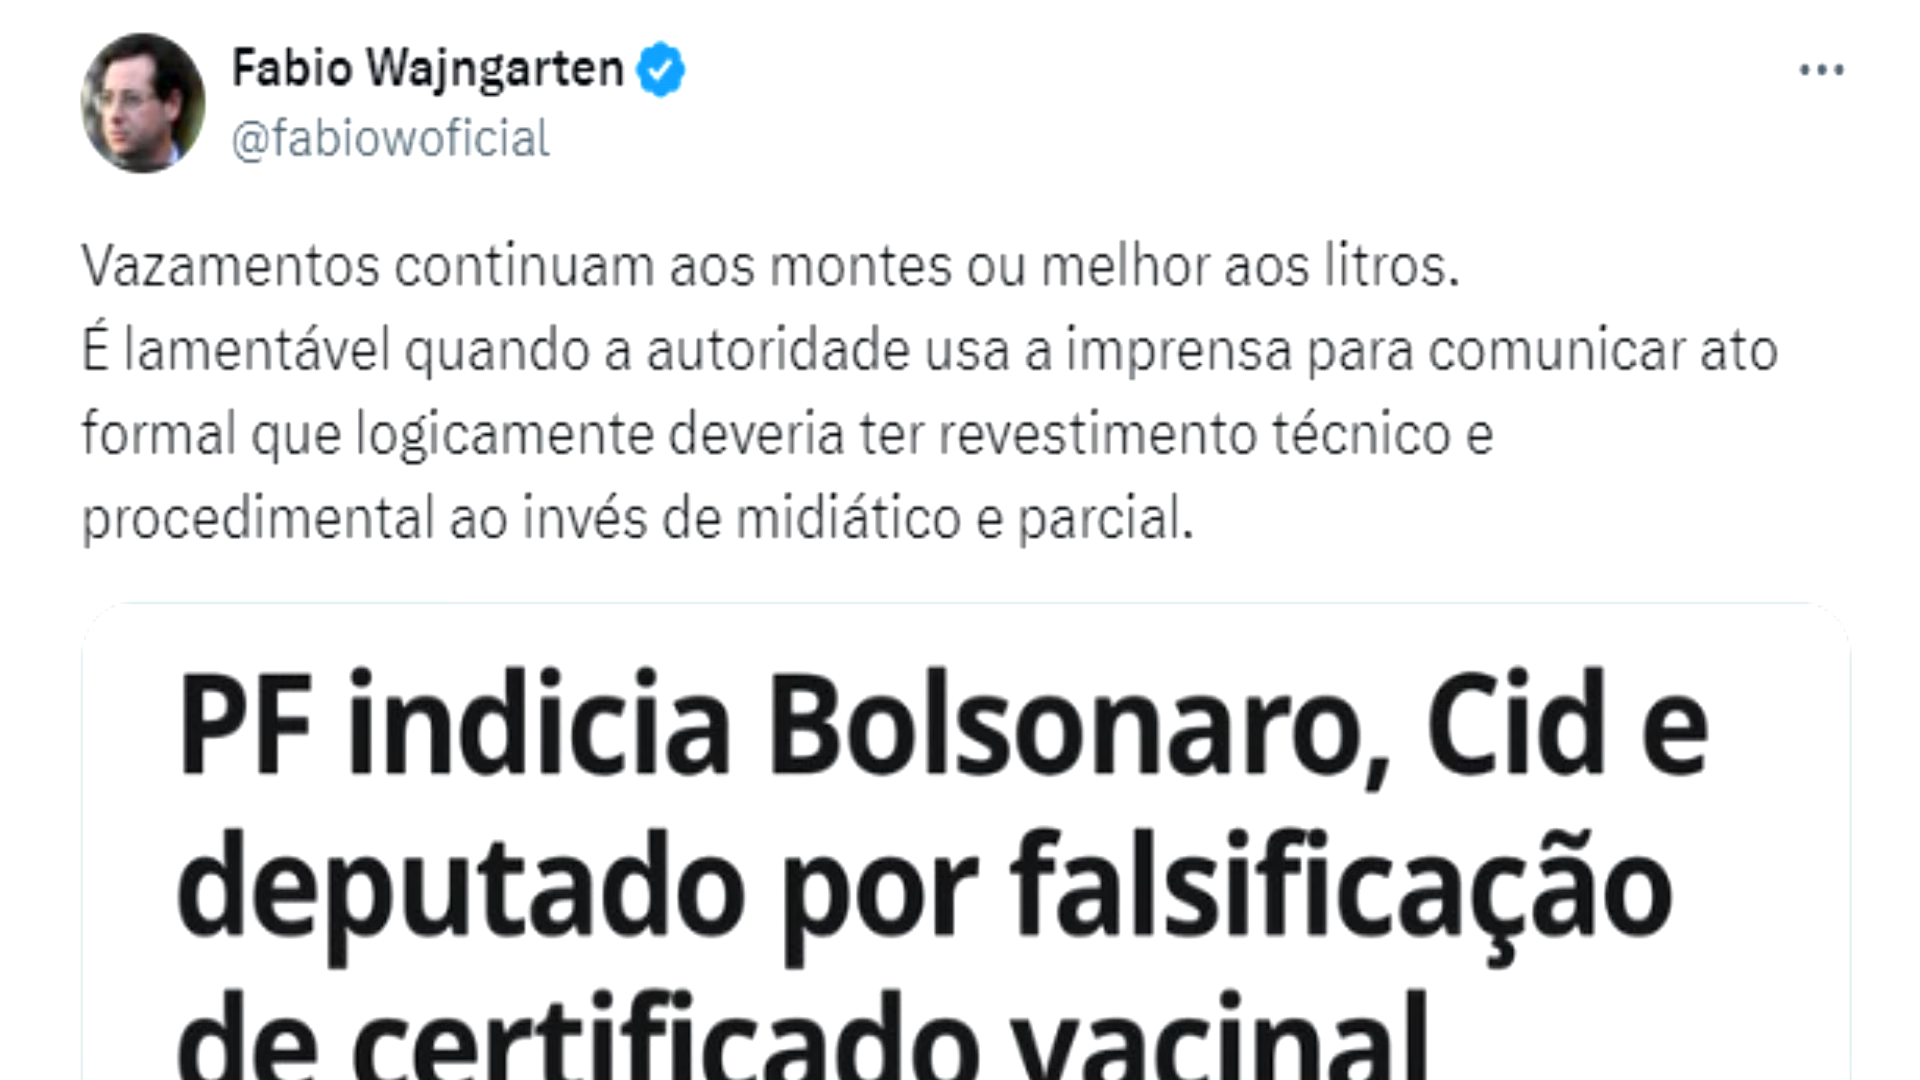 Fabio Wajngarten
@fabiowoficial
Vazamentos continuam aos montes ou melhor aos litros.
É lamentável quando a autoridade usa a imprensa para comunicar ato
formal que logicamente deveria ter revestimento técnico e
procedimental ao invés de midiático e parcial.
PF indicia Bolsonaro, Cid e
deputado por falsificação
de certificado vacinal